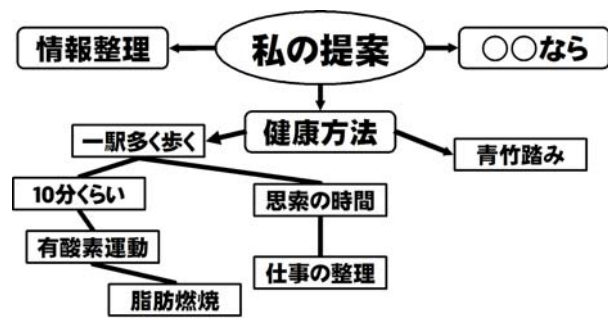 情報整理
私の提案
○○なら
一駅多く歩く
健康方法
青竹踏み
10分くらい
思索の時間
有酸素運動
仕事の整理
脂肪燃焼